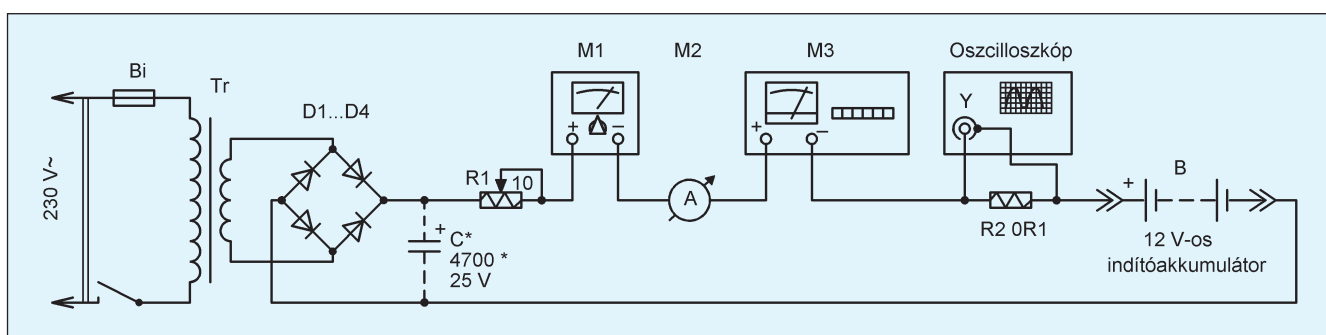 Bi
Tr
230 V~
D1...D4
C*
4700 *
25 V
+
R1
10
M1
+ −
M2
A
M3
+ −
Oszcilloszkóp
Y
R2 0R1
B
+
12 V-os
indítóakkumulátor